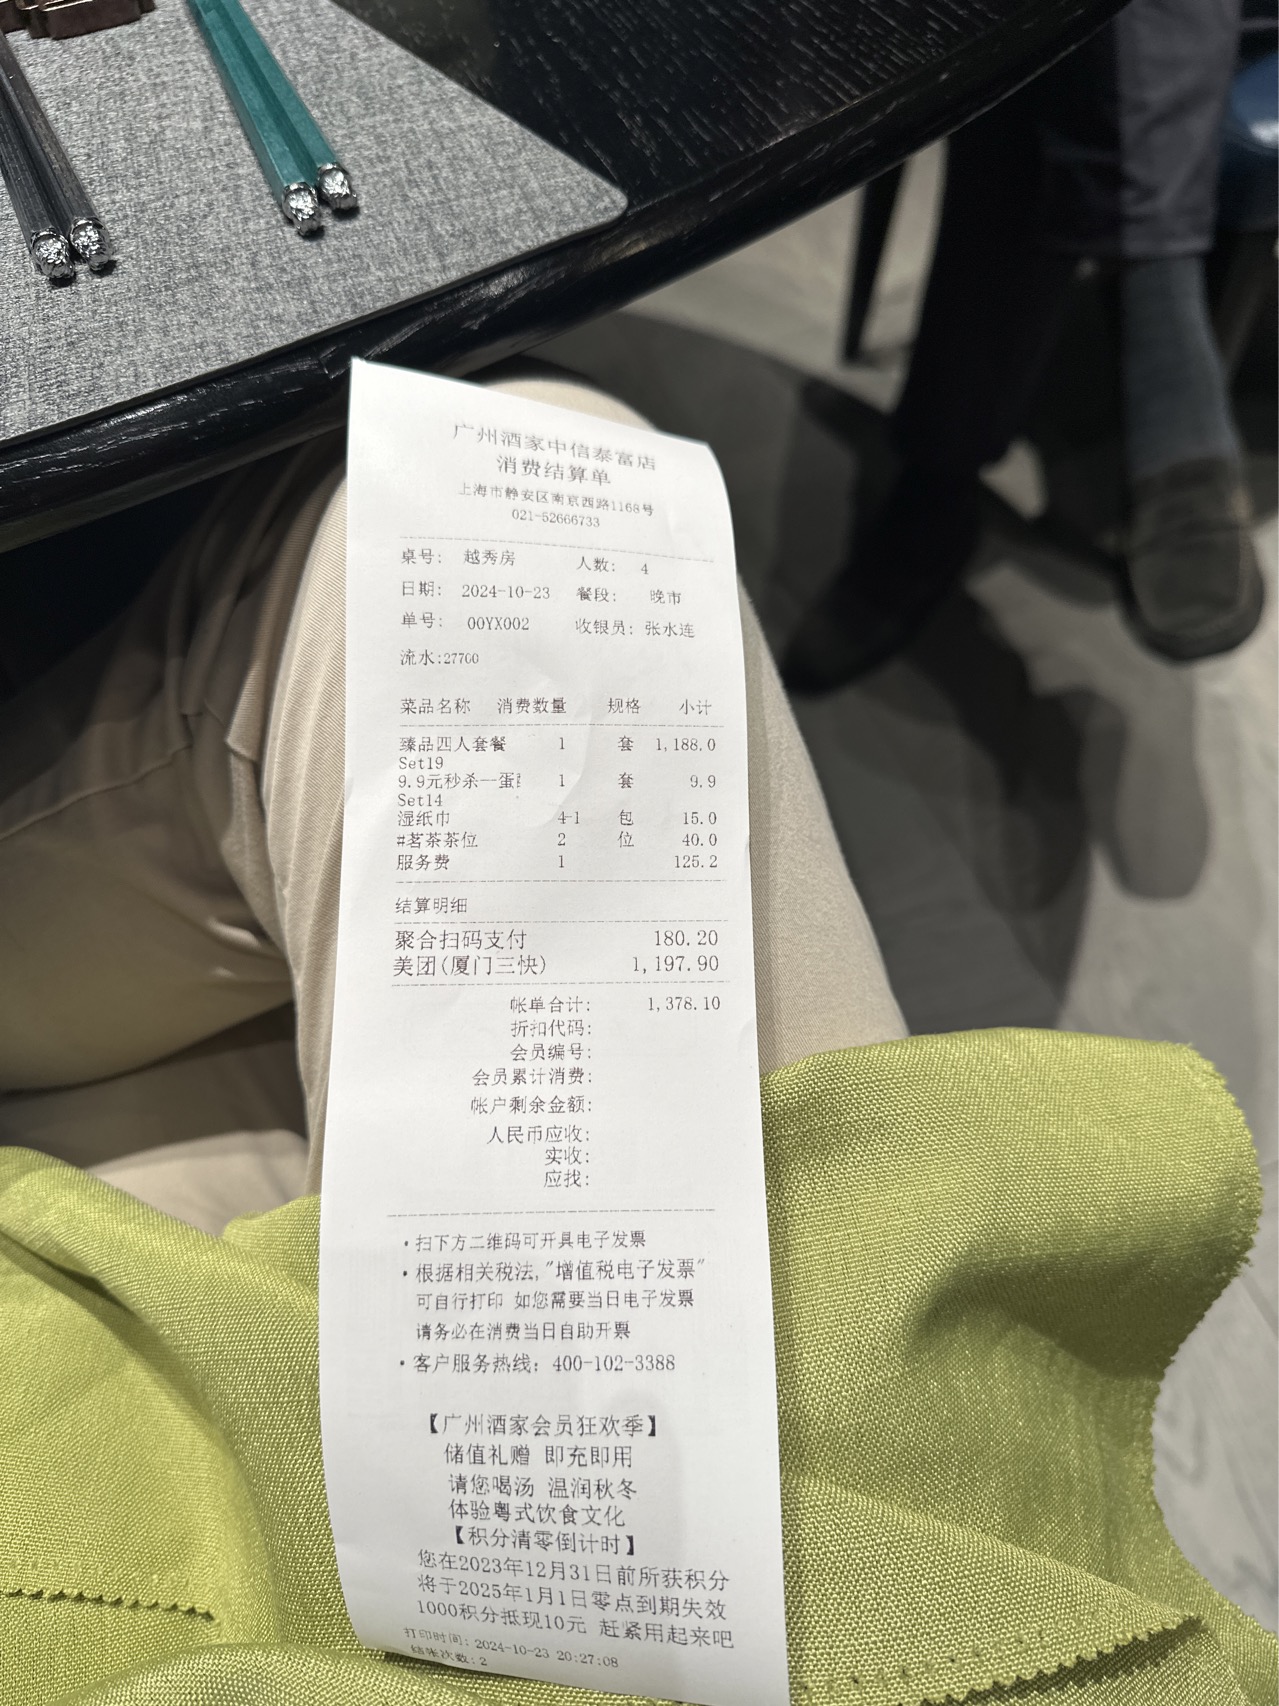 广州酒家中信泰富店
消费结算单
上海市静安区南京西路1168号
021-52666733
桌号: 越秀房 人数: 4
日期: 2024-10-23 餐段: 晚市
单号: 00YX002 收银员: 张水连
流水:27700
菜品名称 消费数量 规格 小计
臻品四人套餐 1 套 1,188.0
Set19
9.9元秒杀一蛋 1 套 9.9
Set14
湿纸巾 4-1 包 15.0
#茗茶茶位 2 位 40.0
服务费 1 125.2
结算明细
聚合扫码支付 180.20
美团(厦门三快) 1,197.90
帐单合计: 1,378.10
折扣代码:
会员编号:
会员累计消费:
帐户剩余金额:
人民币应收:
实收:
应找:
·扫下方二维码可开具电子发票
·根据相关税法,"增值税电子发票"
可自行打印 如您需要当日电子发票
请务必在消费当日自助开票
·客户服务热线: 400-102-3388
【广州酒家会员狂欢季】
储值礼赠 即充即用
请您喝汤 温润秋冬
体验粤式饮食文化
【积分清零倒计时】
您在2023年12月31日前所获积分
将于2025年1月1日零点到期失效
1000积分抵现10元 赶紧用起来吧
打印时间: 2024-10-23 20:27:08
结账次数: 2